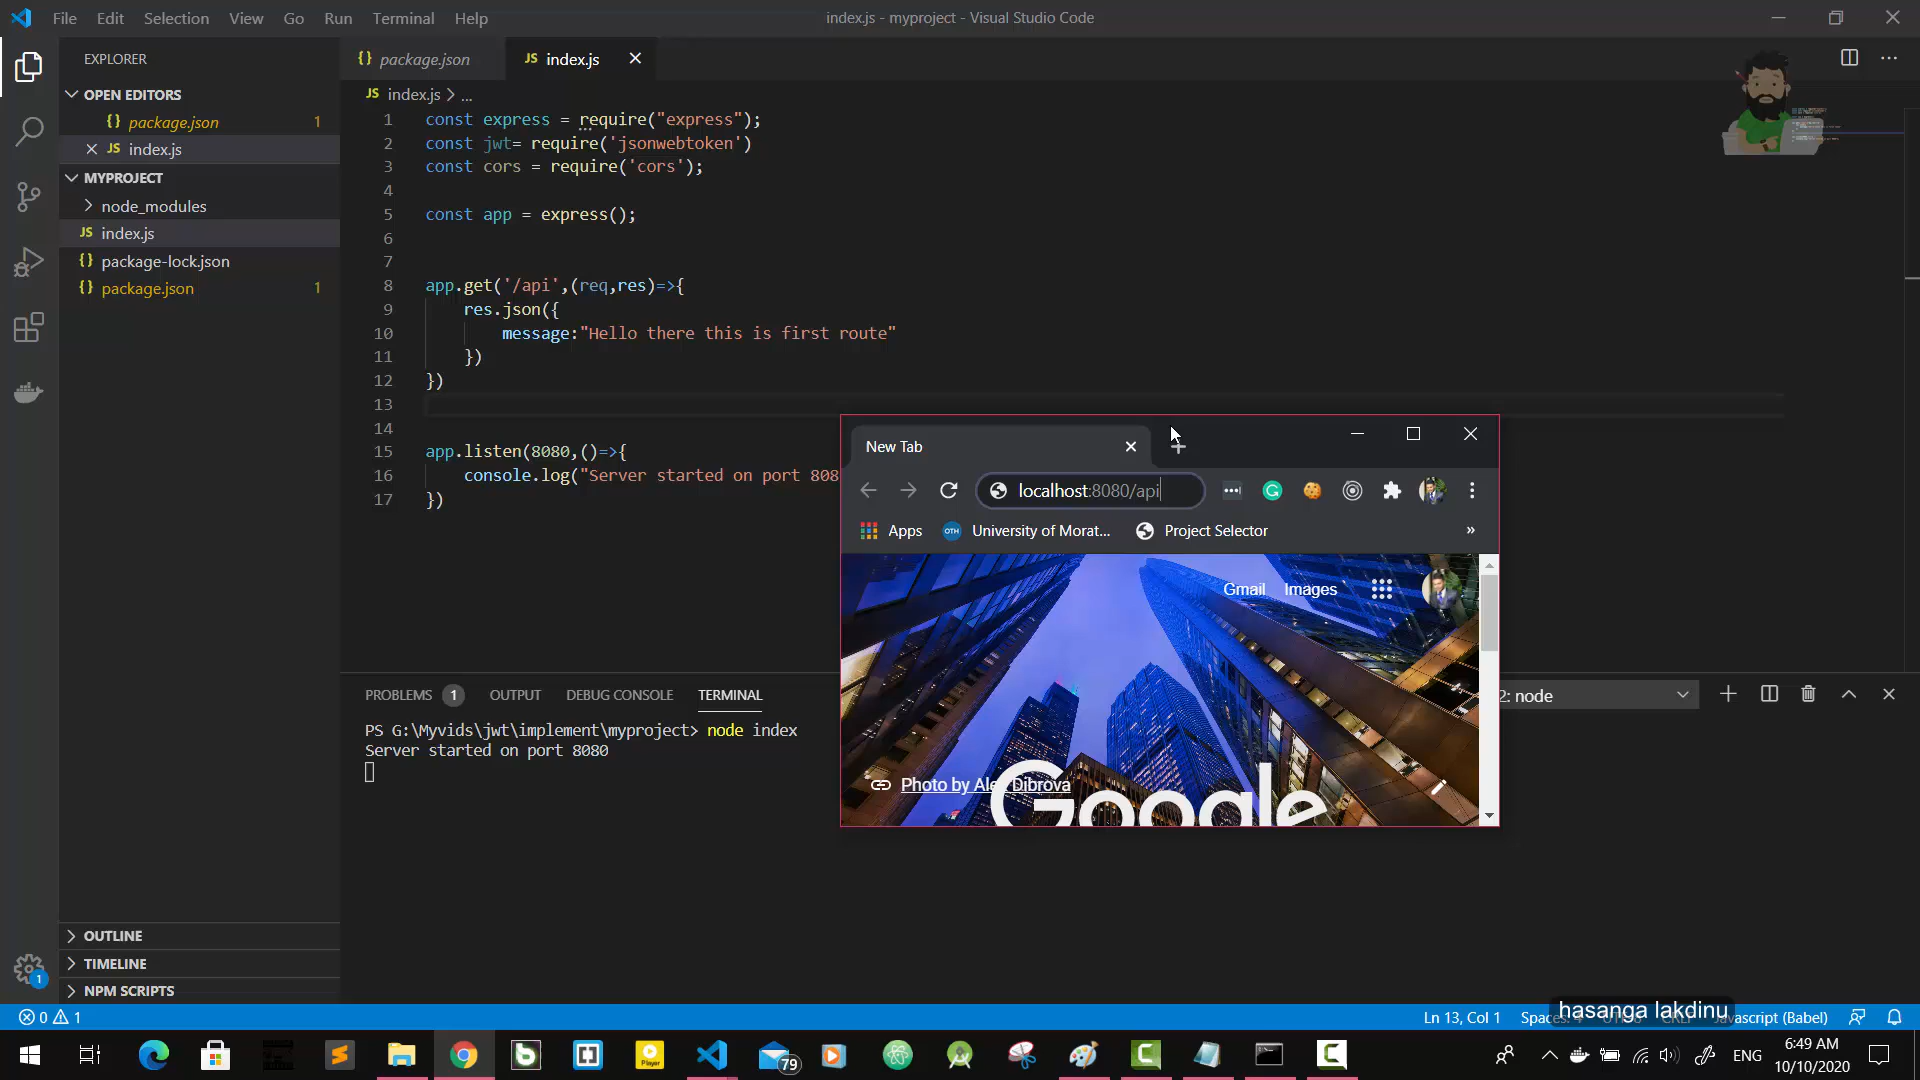 File Edit Selection View Go Run Terminal Help
index.js - myproject - Visual Studio Code
EXPLORER
OPEN EDITORS
package.json 1
index.js
MYPROJECT
node_modules
index.js
package-lock.json
package.json 1
OUTLINE
TIMELINE
NPM SCRIPTS
package.json
index.js
index.js > ...
1 const express = require("express");
2 const jwt= require('jsonwebtoken')
3 const cors = require('cors');
4
5 const app = express();
6
7
8 app.get('/api',(req,res)=>{
9 res.json({
10 message:"Hello there this is first route"
11 })
12 })
13
14
15 app.listen(8080,()=>{
16 console.log("Server started on port 808
17 })
New Tab
localhost:8080/api
Apps University of Morat... Project Selector »
Gmail Images
Photo by Alex Dibrova
Google
PROBLEMS 1 OUTPUT DEBUG CONSOLE TERMINAL
2: node
PS G:\Myvids\jwt\implement\myproject> node index
Server started on port 8080
0 1
Ln 13, Col 1
hasanga lakdinu
Javascript (Babel)
79
ENG
6:49 AM
10/10/2020